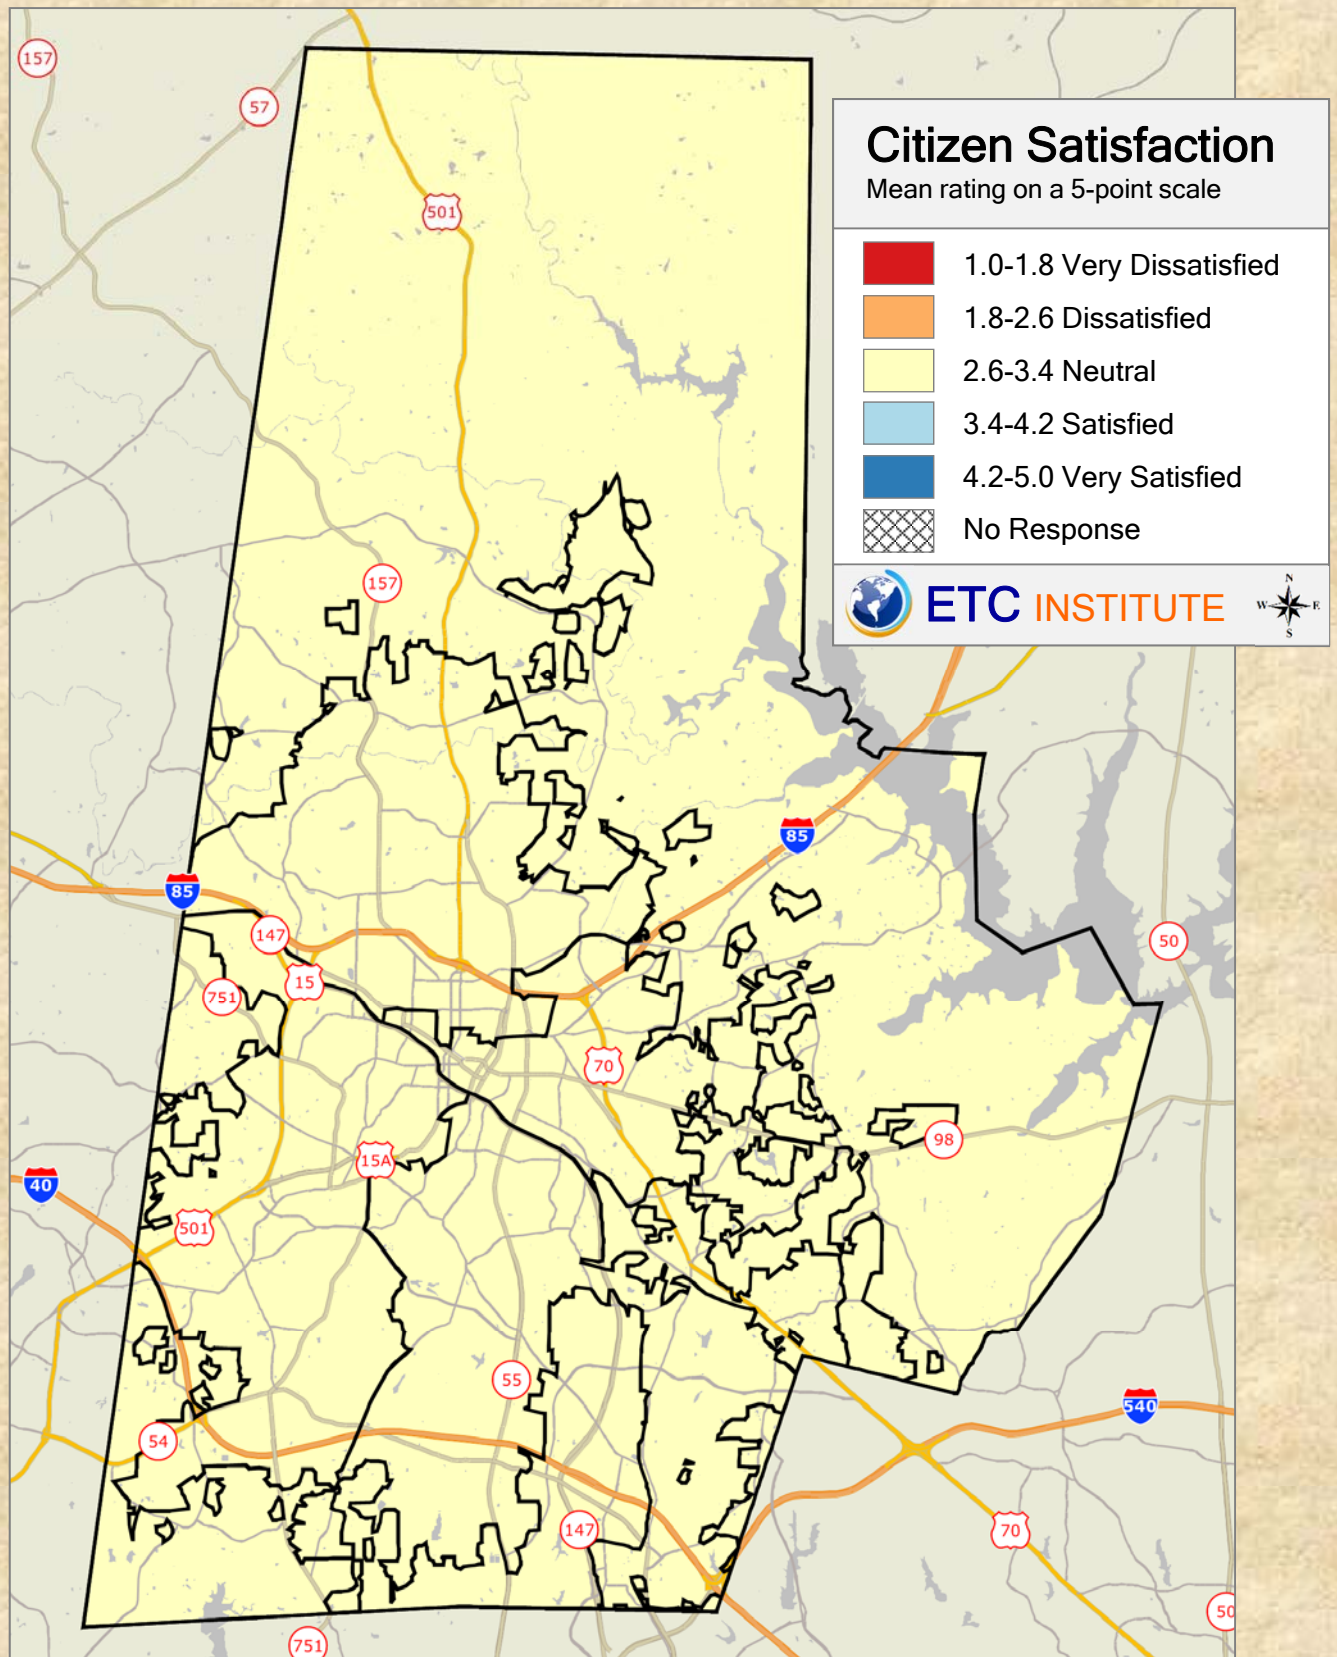 157
57
501
Citizen Satisfaction
Mean rating on a 5-point scale
1.0-1.8 Very Dissatisfied
1.8-2.6 Dissatisfied
2.6-3.4 Neutral
3.4-4.2 Satisfied
4.2-5.0 Very Satisfied
No Response
ETC INSTITUTE
N
W E
S
157
85
85
147
50
15
751
70
98
15A
40
501
55
540
54
147
70
50
751